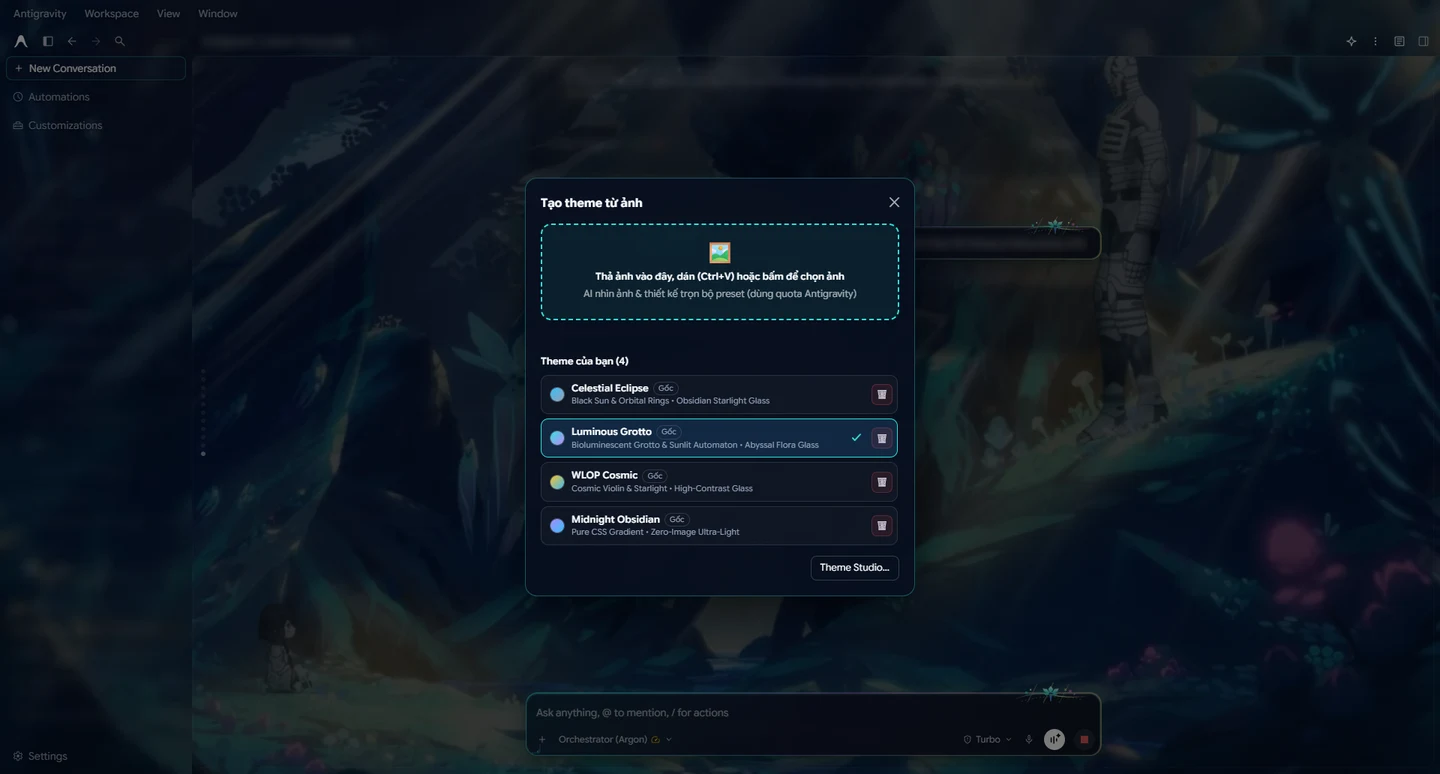 Antigravity Workspace View Window
New Conversation
Automations
Customizations
Tạo theme từ ảnh
Thả ảnh vào đây, dán (Ctrl+V) hoặc bấm để chọn ảnh
AI nhìn ảnh & thiết kế trọn bộ preset (dùng quota Antigravity)
Theme của bạn (4)
Celestial Eclipse Gốc
Black Sun & Orbital Rings • Obsidian Starlight Glass
Luminous Grotto Gốc
Bioluminescent Grotto & Sunlit Automaton • Abyssal Flora Glass
WLOP Cosmic Gốc
Cosmic Violin & Starlight • High-Contrast Glass
Midnight Obsidian Gốc
Pure CSS Gradient • Zero-Image Ultra-Light
Theme Studio...
Ask anything, @ to mention, / for actions
Orchestrator (Argon) Turbo
Settings